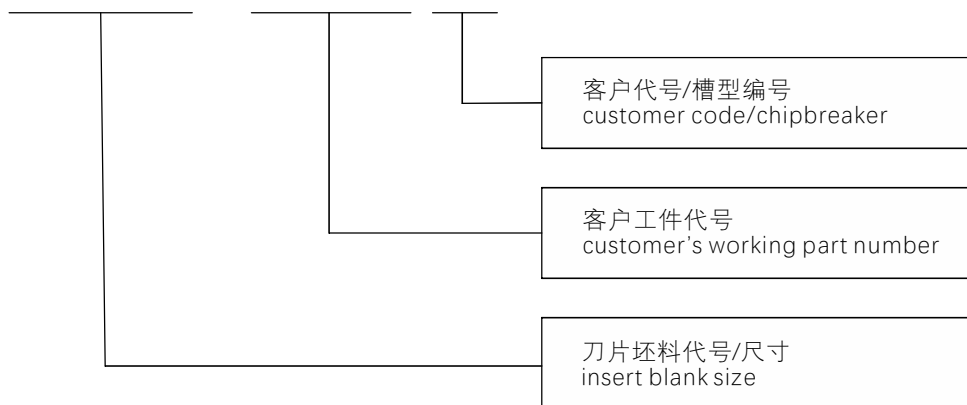 客户代号/槽型编号
customer code/chipbreaker
客户工件代号
customer's working part number
刀片坯料代号/尺寸
insert blank size